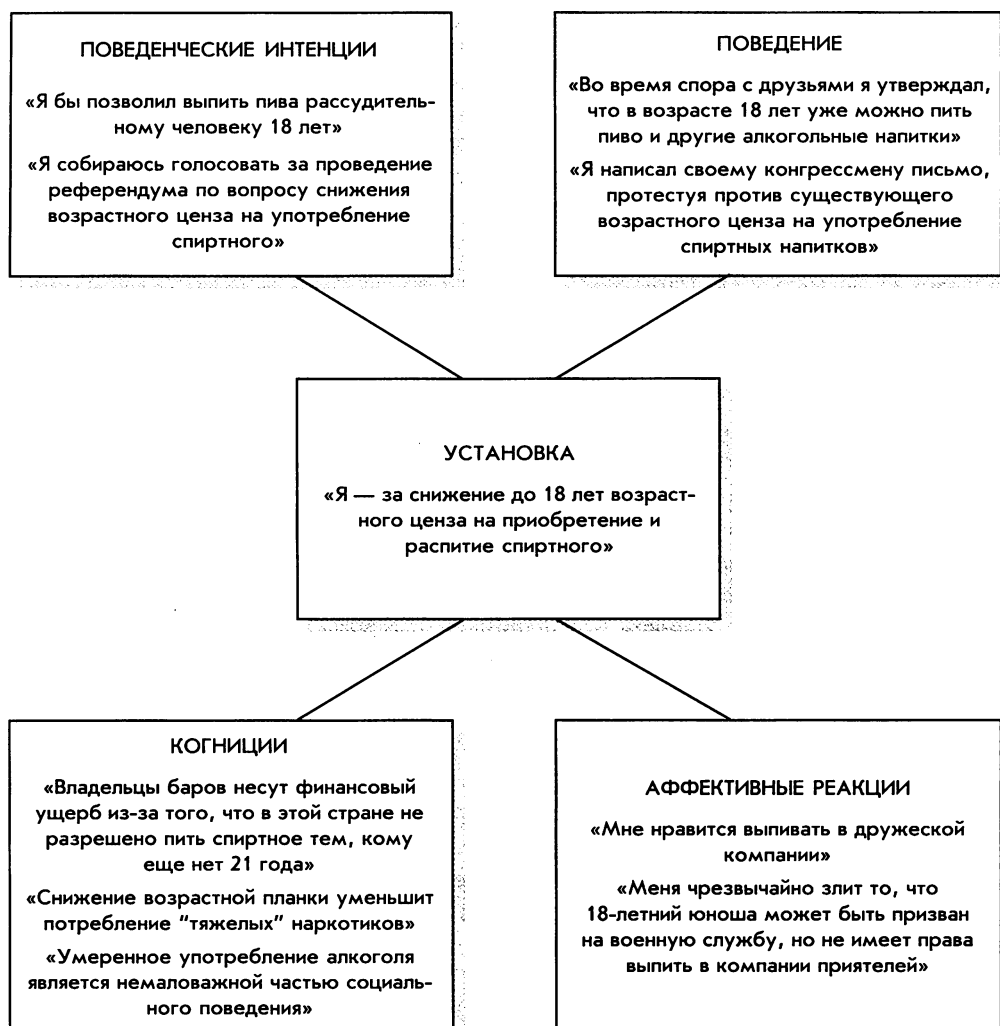 ПОВЕДЕНЧЕСКИЕ ИНТЕНЦИИ
«Я бы позволил выпить пива рассудитель-
ному человеку 18 лет»
«Я собираюсь голосовать за проведение
референдума по вопросу снижения
возрастного ценза на употребление
спиртного»
ПОВЕДЕНИЕ
«Во время спора с друзьями я утверждал,
что в возрасте 18 лет уже можно пить
пиво и другие алкогольные напитки»
«Я написал своему конгрессмену письмо,
протестуя против существующего
возрастного ценза на употребление
спиртных напитков»
УСТАНОВКА
«Я — за снижение до 18 лет возраст-
ного ценза на приобретение и
распитие спиртного»
КОГНИЦИИ
«Владельцы баров несут финансовый
ущерб из-за того, что в этой стране не
разрешено пить спиртное тем, кому
еще нет 21 года»
«Снижение возрастной планки уменьшит
потребление "тяжелых" наркотиков»
«Умеренное употребление алкоголя
является немаловажной частью социаль-
ного поведения»
АФФЕКТИВНЫЕ РЕАКЦИИ
«Мне нравится выпивать в дружеской
компании»
«Меня чрезвычайно злит то, что
18-летний юноша может быть призван
на военную службу, но не имеет права
выпить в компании приятелей»